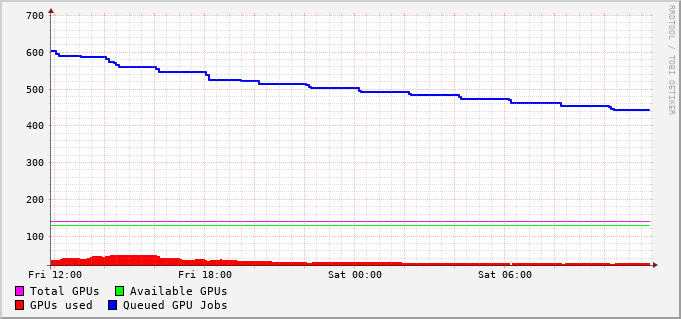 700
600
500
400
300
200
100
Fri 12:00 Fri 18:00 Sat 00:00 Sat 06:00
Total GPUs Available GPUs
GPUs used Queued GPU Jobs
RRDTOOL / TOBI OETIKER